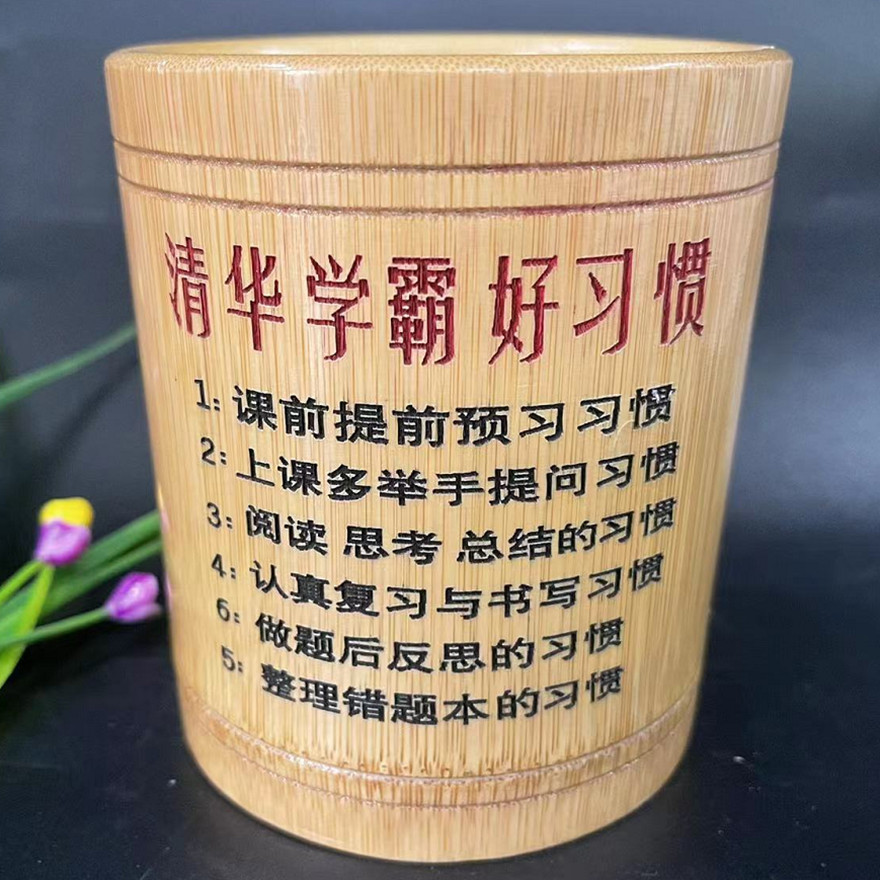 清华学霸 好习惯
1: 课前提前预习习惯
2: 上课多举手提问习惯
3: 阅读 思考 总结的习惯
4: 认真复习与书写习惯
6: 做题后反思的习惯
5: 整理错题本的习惯